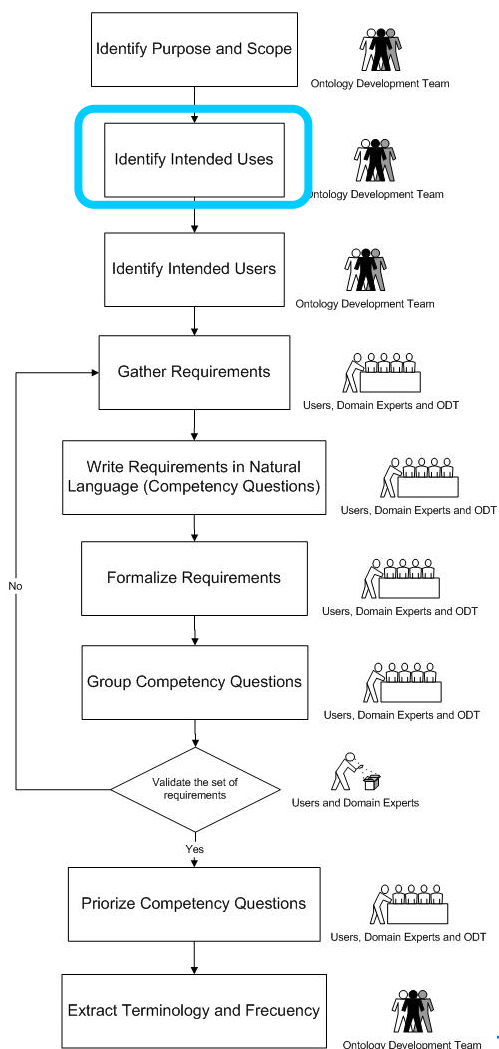 Identify Purpose and Scope
Ontology Development Team
Identify Intended Uses
Ontology Development Team
Identify Intended Users
Ontology Development Team
Gather Requirements
Users, Domain Experts and ODT
Write Requirements in Natural
Language (Competency Questions)
Users, Domain Experts and ODT
Formalize Requirements
Users, Domain Experts and ODT
No
Group Competency Questions
Users, Domain Experts and ODT
Validate the set of
requirements
Users and Domain Experts
Yes
Priorize Competency Questions
Users, Domain Experts and ODT
Extract Terminology and Frecuency
Ontology Development Team